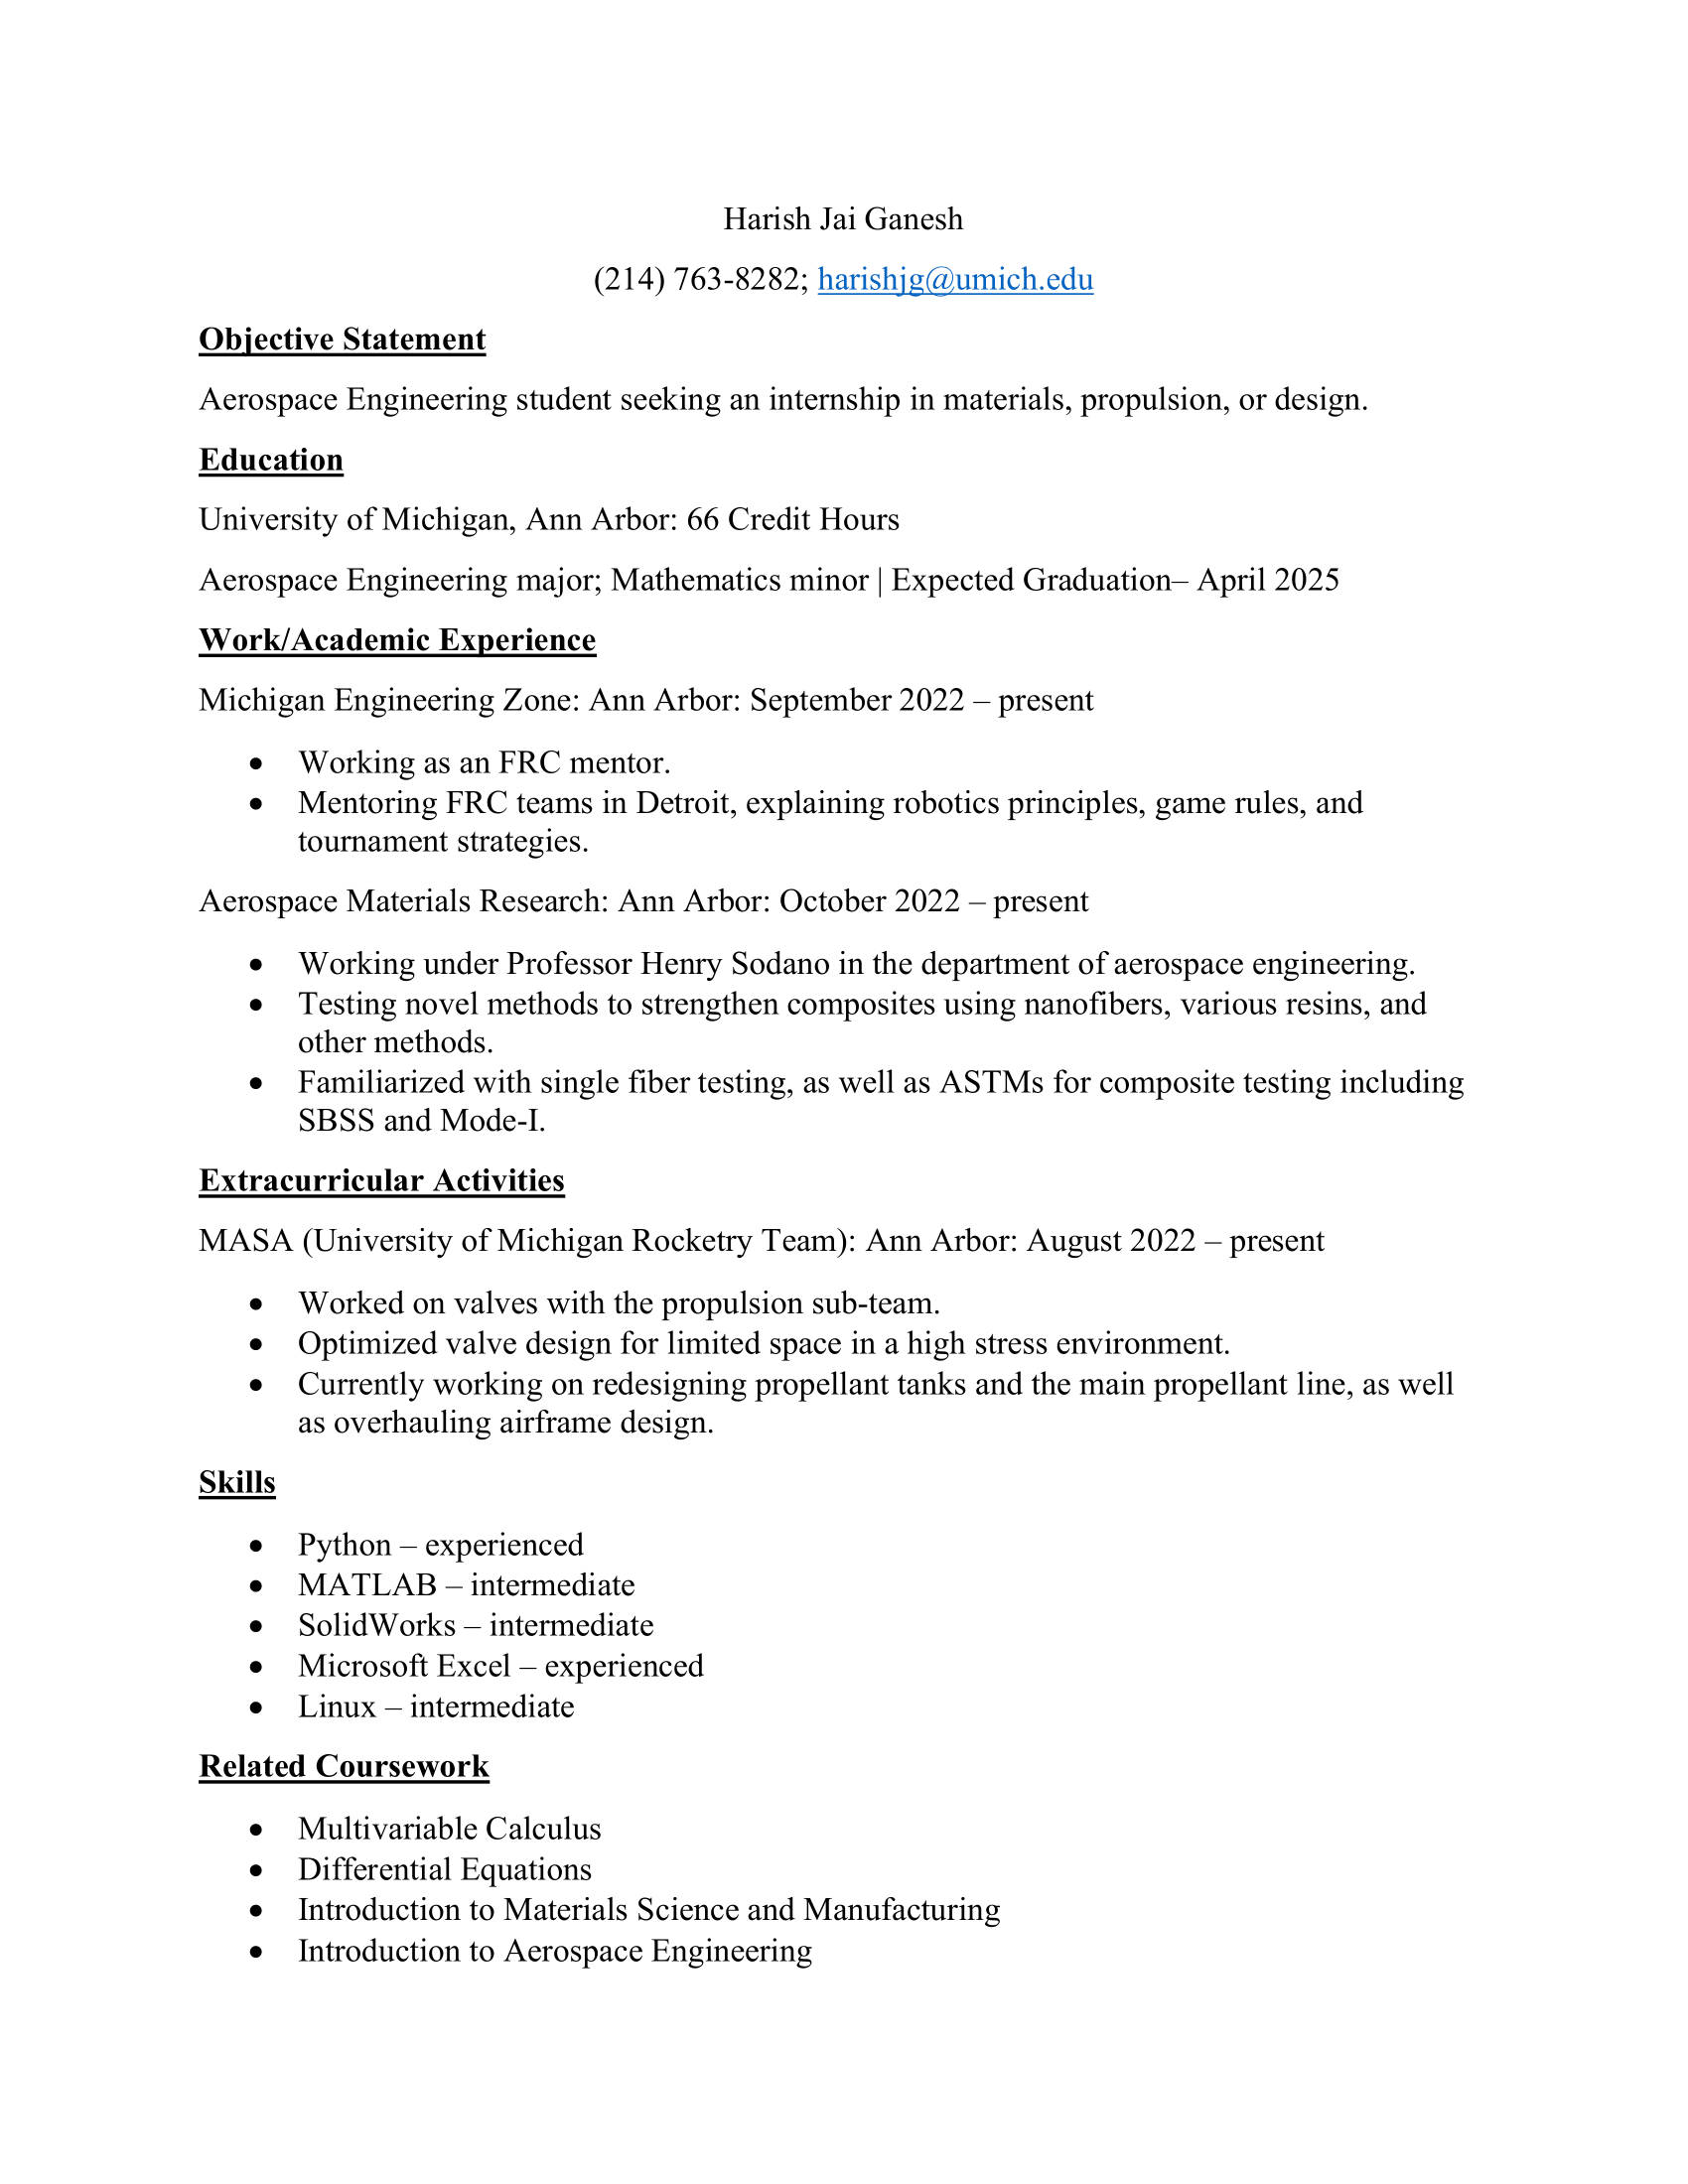 Harish Jai Ganesh
(214) 763-8282; harishjg@umich.edu
Objective Statement
Aerospace Engineering student seeking an internship in materials, propulsion, or design.
Education
University of Michigan, Ann Arbor: 66 Credit Hours
Aerospace Engineering major; Mathematics minor | Expected Graduation– April 2025
Work/Academic Experience
Michigan Engineering Zone: Ann Arbor: September 2022 – present
• Working as an FRC mentor.
• Mentoring FRC teams in Detroit, explaining robotics principles, game rules, and
tournament strategies.
Aerospace Materials Research: Ann Arbor: October 2022 – present
• Working under Professor Henry Sodano in the department of aerospace engineering.
• Testing novel methods to strengthen composites using nanofibers, various resins, and
other methods.
• Familiarized with single fiber testing, as well as ASTMs for composite testing including
SBSS and Mode-I.
Extracurricular Activities
MASA (University of Michigan Rocketry Team): Ann Arbor: August 2022 – present
• Worked on valves with the propulsion sub-team.
• Optimized valve design for limited space in a high stress environment.
• Currently working on redesigning propellant tanks and the main propellant line, as well
as overhauling airframe design.
Skills
• Python – experienced
• MATLAB – intermediate
• SolidWorks – intermediate
• Microsoft Excel – experienced
• Linux – intermediate
Related Coursework
• Multivariable Calculus
• Differential Equations
• Introduction to Materials Science and Manufacturing
• Introduction to Aerospace Engineering